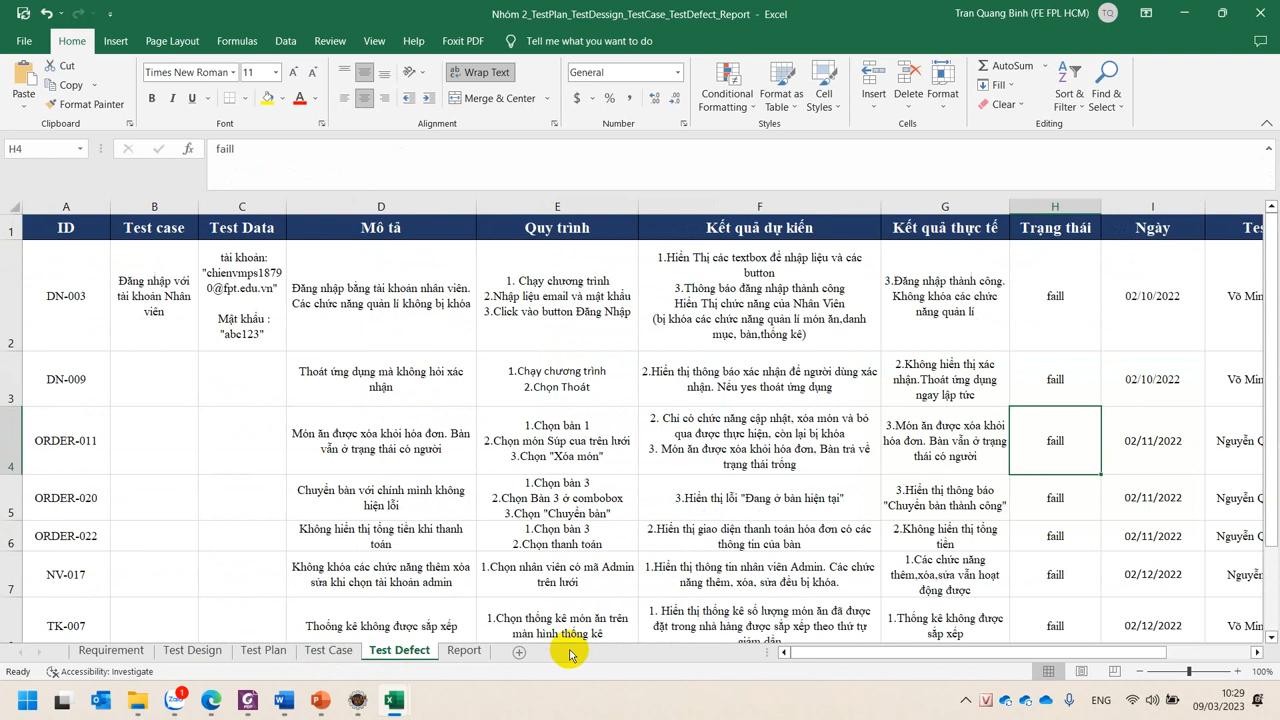 Nhóm 2_TestPlan_TestDessign_TestCase_TestDefect_Report - Excel
Tran Quang Binh (FE FPL HCM) TQ
File Home Insert Page Layout Formulas Data Review View Help Foxit PDF Tell me what you want to do
Paste Cut Copy Format Painter
Times New Roman 11
B I U A
Wrap Text
Merge & Center
General
$ % ,
Conditional Formatting
Format as Table
Cell Styles
Insert Delete Format
AutoSum Fill Clear
Sort & Filter
Find & Select
Clipboard Font Alignment Number Styles Cells Editing
H4 fx faill
A B C D E F G H I
1 ID Test case Test Data Mô tả Quy trình Kết quả dự kiến Kết quả thực tế Trạng thái Ngày
2
DN-003
Đăng nhập với
tài khoản Nhân
viên
tài khoản:
"chienvmps1879
0@fpt.edu.vn"
Mật khẩu :
"abc123"
Đăng nhập bằng tài khoản nhân viên.
Các chức năng quản lí không bị khóa
1. Chạy chương trình
2.Nhập liệu email và mật khẩu
3.Click vào button Đăng Nhập
1.Hiển Thị các textbox để nhập liệu và các
button
3.Thông báo đăng nhập thành công
Hiển Thị chức năng của Nhân Viên
(bị khóa các chức năng quản lí món ăn,danh
mục, bàn,thống kê)
3.Đăng nhập thành công.
Không khóa các chức
năng quản lí
faill
02/10/2022
Võ Min
3
DN-009
Thoát ứng dụng mà không hỏi xác
nhận
1.Chạy chương trình
2.Chọn Thoát
2.Hiển thị thông báo xác nhận để người dùng xác
nhận. Nếu yes thoát ứng dụng
2.Không hiển thị xác
nhận.Thoát ứng dụng
ngay lập tức
faill
02/10/2022
Võ Min
4
ORDER-011
Món ăn được xóa khỏi hóa đơn. Bàn
vẫn ở trạng thái có người
1.Chọn bàn 1
2.Chọn món Súp cua trên lưới
3.Chọn "Xóa món"
2. Chỉ có chức năng cập nhật, xóa món và bỏ
qua được thực hiện, còn lại bị khóa
3. Món ăn được xóa khỏi hóa đơn, Bàn trả về
trạng thái trống
3.Món ăn được xóa khỏi
hóa đơn. Bàn vẫn ở trạng
thái có người
faill
02/11/2022
Nguyễn Q
5
ORDER-020
Chuyển bàn với chính mình không
hiện lỗi
1.Chọn bàn 3
2.Chọn Bàn 3 ở combobox
3.Chọn "Chuyển bàn"
3.Hiển thị lỗi "Đang ở bàn hiện tại"
3.Hiển thị thông báo
"Chuyển bàn thành công"
faill
02/11/2022
Nguyễn Q
6
ORDER-022
Không hiển thị tổng tiền khi thanh
toán
1.Chọn bàn 3
2.Chọn thanh toán
2.Hiển thị giao diện thanh toán hóa đơn có các
thông tin của bàn
2.Không hiển thị tổng
tiền
faill
02/11/2022
Nguyễn Q
7
NV-017
Không khóa các chức năng thêm xóa
sửa khi chọn tài khoản admin
1.Chọn nhân viên có mã Admin
trên lưới
1.Hiển thị thông tin nhân viên Admin. Các chức
năng thêm, xóa, sửa đều bị khóa.
1.Các chức năng
thêm,xóa,sửa vẫn hoạt
động được
faill
02/12/2022
Nguyễn
TK-007
Thoống kê không được sắp xếp
1.Chọn thống kê món ăn trên
màn hình thống kê
1. Hiển thị thống kê số lượng món ăn đã được
đặt trong nhà hàng được sắp xếp theo thứ tự
giảm dần
1.Thống kê không được
sắp xếp
faill
02/12/2022
Nguyễn Q
Requirement Test Design Test Plan Test Case Test Defect Report
Ready Accessibility: Investigate 100%
Zalo 1
ENG
10:29
09/03/2023